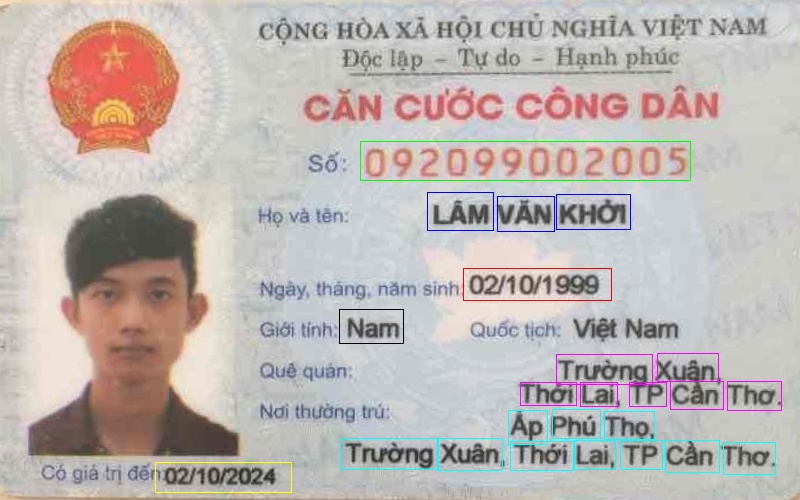 CỘNG HÒA XÃ HỘI CHỦ NGHĨA VIỆT NAM
Độc lập – Tự do – Hạnh phúc
CĂN CƯỚC CÔNG DÂN
Số: 092099002005
Họ và tên: LÂM VĂN KHỞI
Ngày, tháng, năm sinh: 02/10/1999
Giới tính: Nam Quốc tịch: Việt Nam
Quê quán: Trường Xuân,
Thới Lai, TP Cần Thơ.
Nơi thường trú: Áp Phú Thọ,
Trường Xuân, Thới Lai, TP Cần Thơ.
Có giá trị đến: 02/10/2024